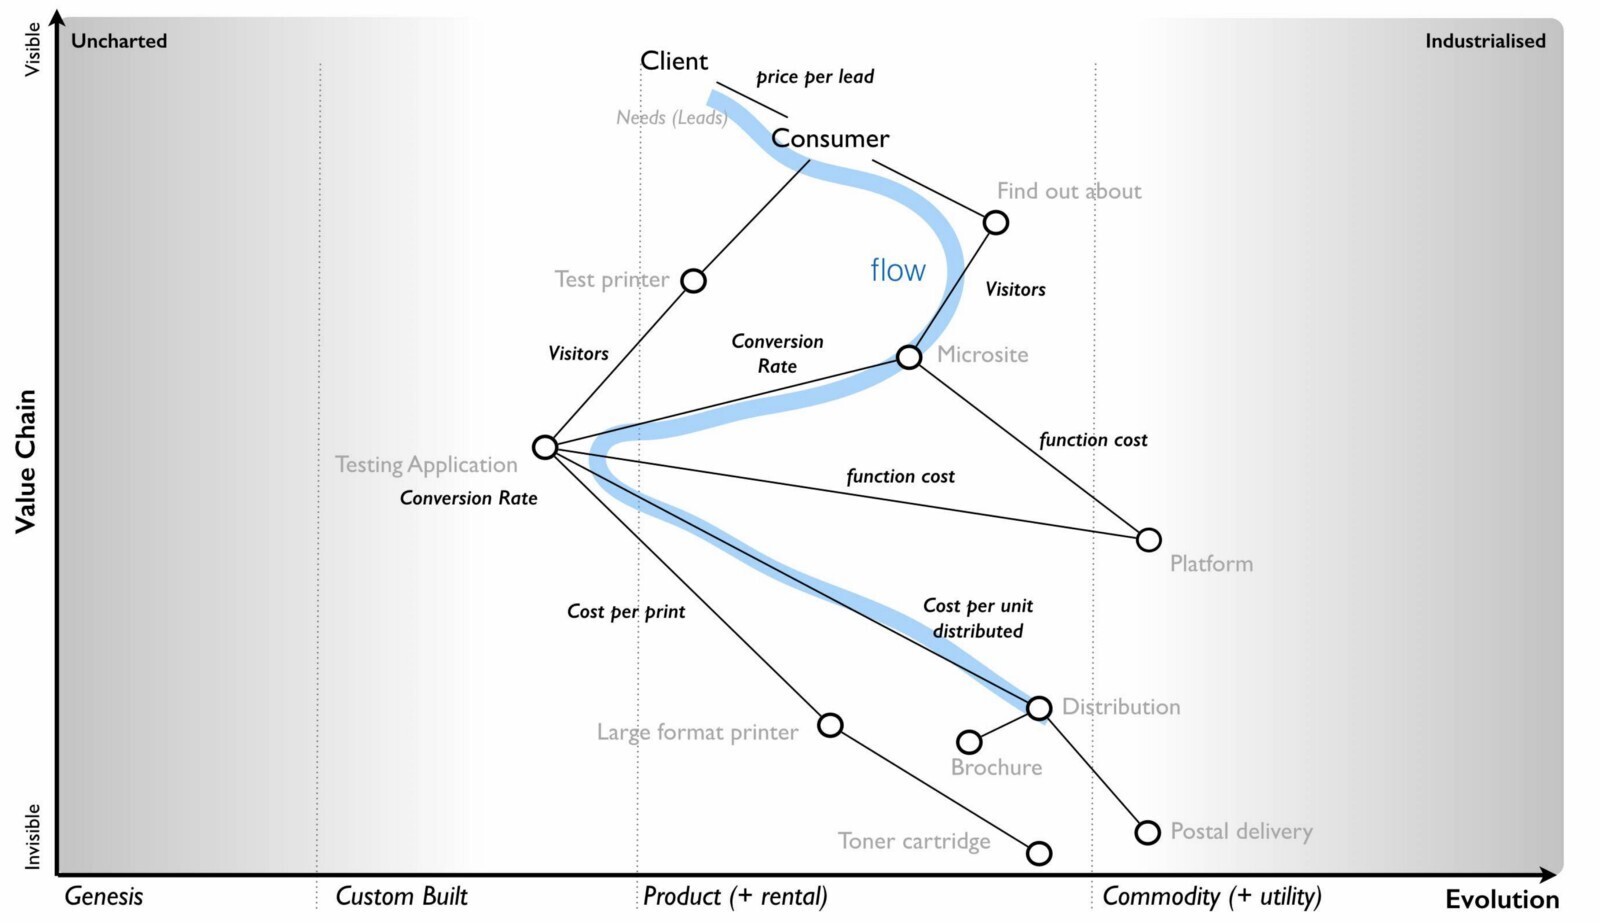 Visible
Uncharted
Industrialised
Client
price per lead
Needs (Leads)
Consumer
Find out about
flow
Test printer
Visitors
Conversion
Rate
Visitors
Microsite
Value Chain
function cost
Testing Application
function cost
Conversion Rate
Platform
Cost per print
Cost per unit
distributed
Distribution
Large format printer
Brochure
Invisible
Toner cartridge
Postal delivery
Genesis
Custom Built
Product (+ rental)
Commodity (+ utility)
Evolution